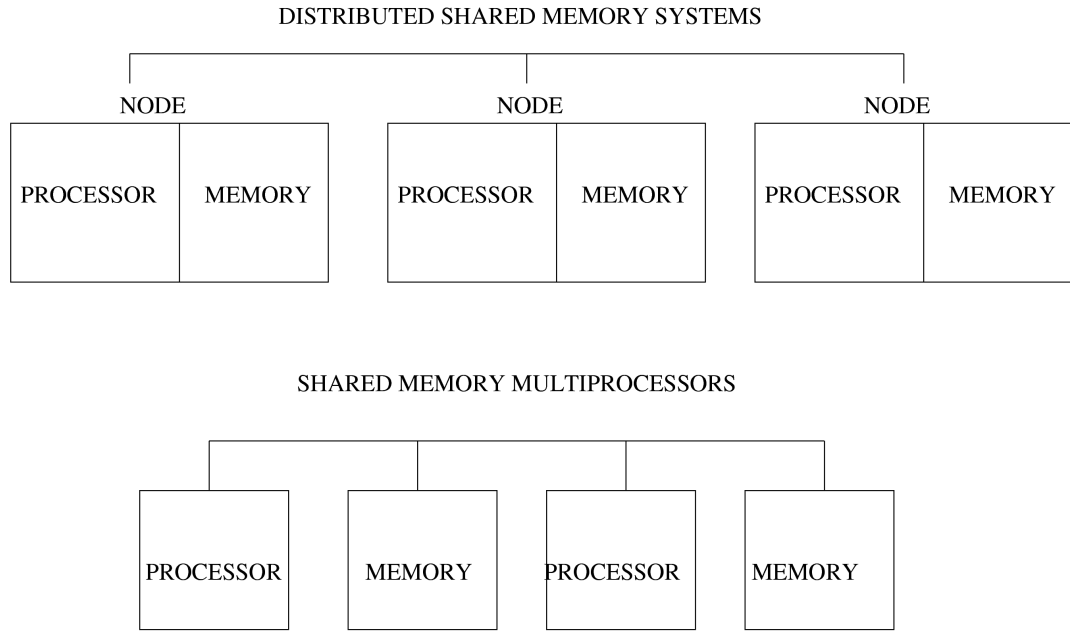 DISTRIBUTED SHARED MEMORY SYSTEMS
NODE NODE NODE
PROCESSOR MEMORY PROCESSOR MEMORY PROCESSOR MEMORY
SHARED MEMORY MULTIPROCESSORS
PROCESSOR MEMORY PROCESSOR MEMORY